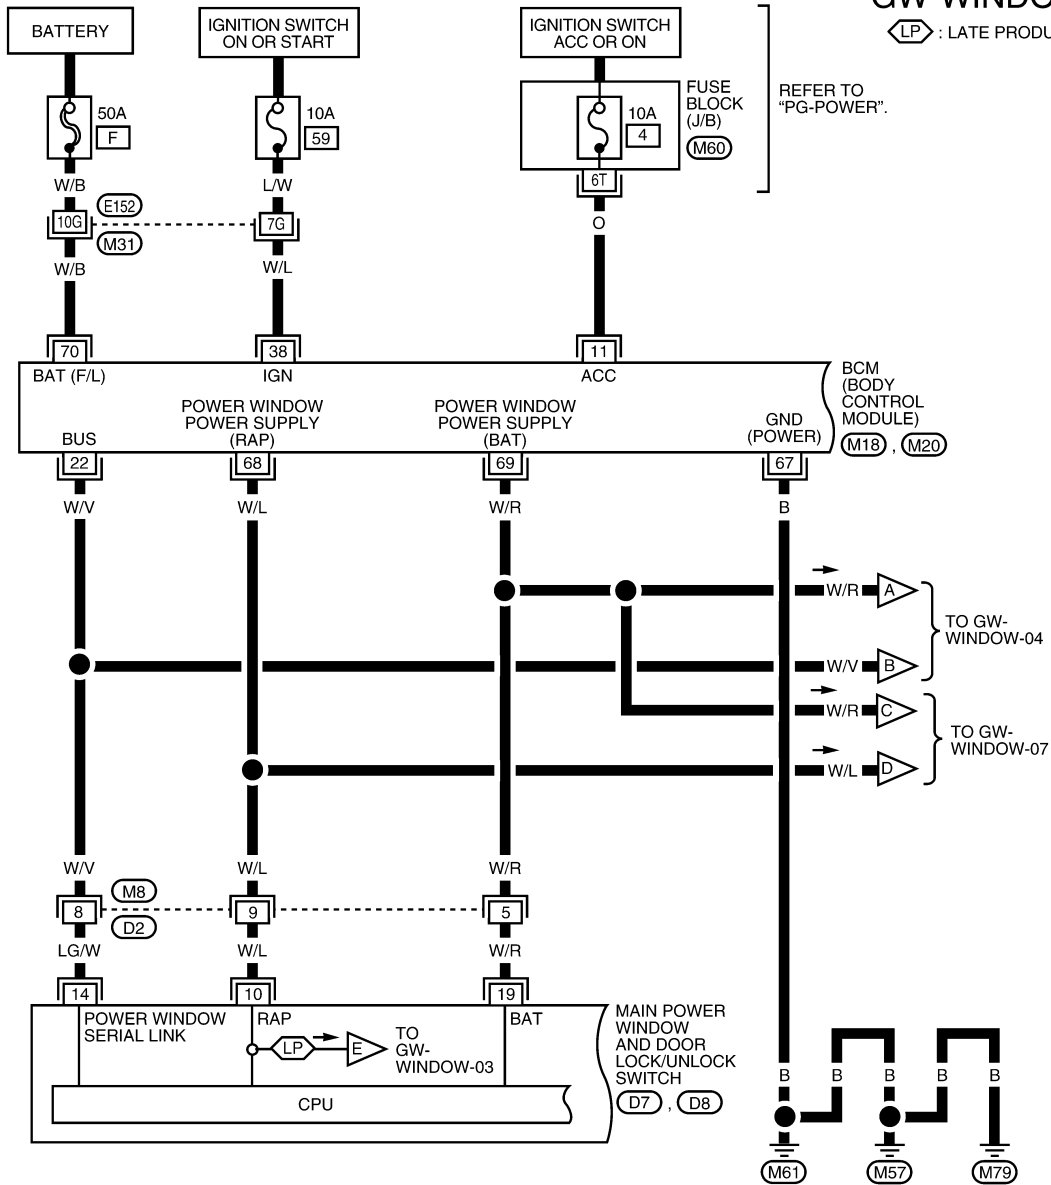 GW-WINDO
LP : LATE PRODU
BATTERY
IGNITION SWITCH
ON OR START
IGNITION SWITCH
ACC OR ON
50A
F
10A
59
10A
4
FUSE
BLOCK
(J/B)
M60
REFER TO
“PG-POWER”.
6T
W/B
L/W
O
10G
E152
M31
7G
W/B
W/L
70
38
11
BAT (F/L)
IGN
ACC
BCM
(BODY
CONTROL
MODULE)
M18 , M20
BUS
POWER WINDOW
POWER SUPPLY
(RAP)
POWER WINDOW
POWER SUPPLY
(BAT)
GND
(POWER)
22
68
69
67
W/V
W/L
W/R
B
W/R
A
TO GW-
WINDOW-04
W/V
B
W/R
C
TO GW-
WINDOW-07
W/L
D
W/V
W/L
W/R
M8
8
9
5
D2
LG/W
W/L
W/R
14
10
19
POWER WINDOW
SERIAL LINK
RAP
BAT
LP
E
TO
GW-
WINDOW-03
CPU
MAIN POWER
WINDOW
AND DOOR
LOCK/UNLOCK
SWITCH
D7 , D8
B
B
B
B
B
M61
M57
M79